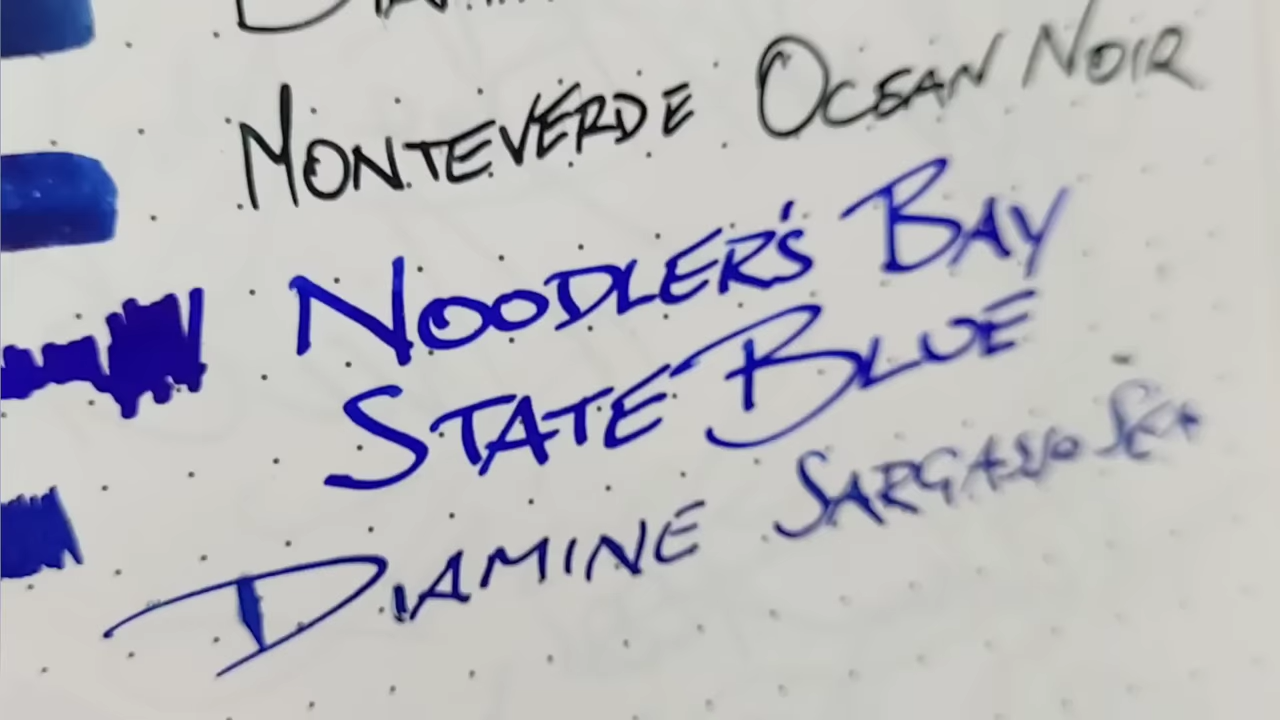 MONTEVERDE OCEAN NOIR
NOODLER'S BAY
STATE BLUE
DIAMINE SARGASSO SEA